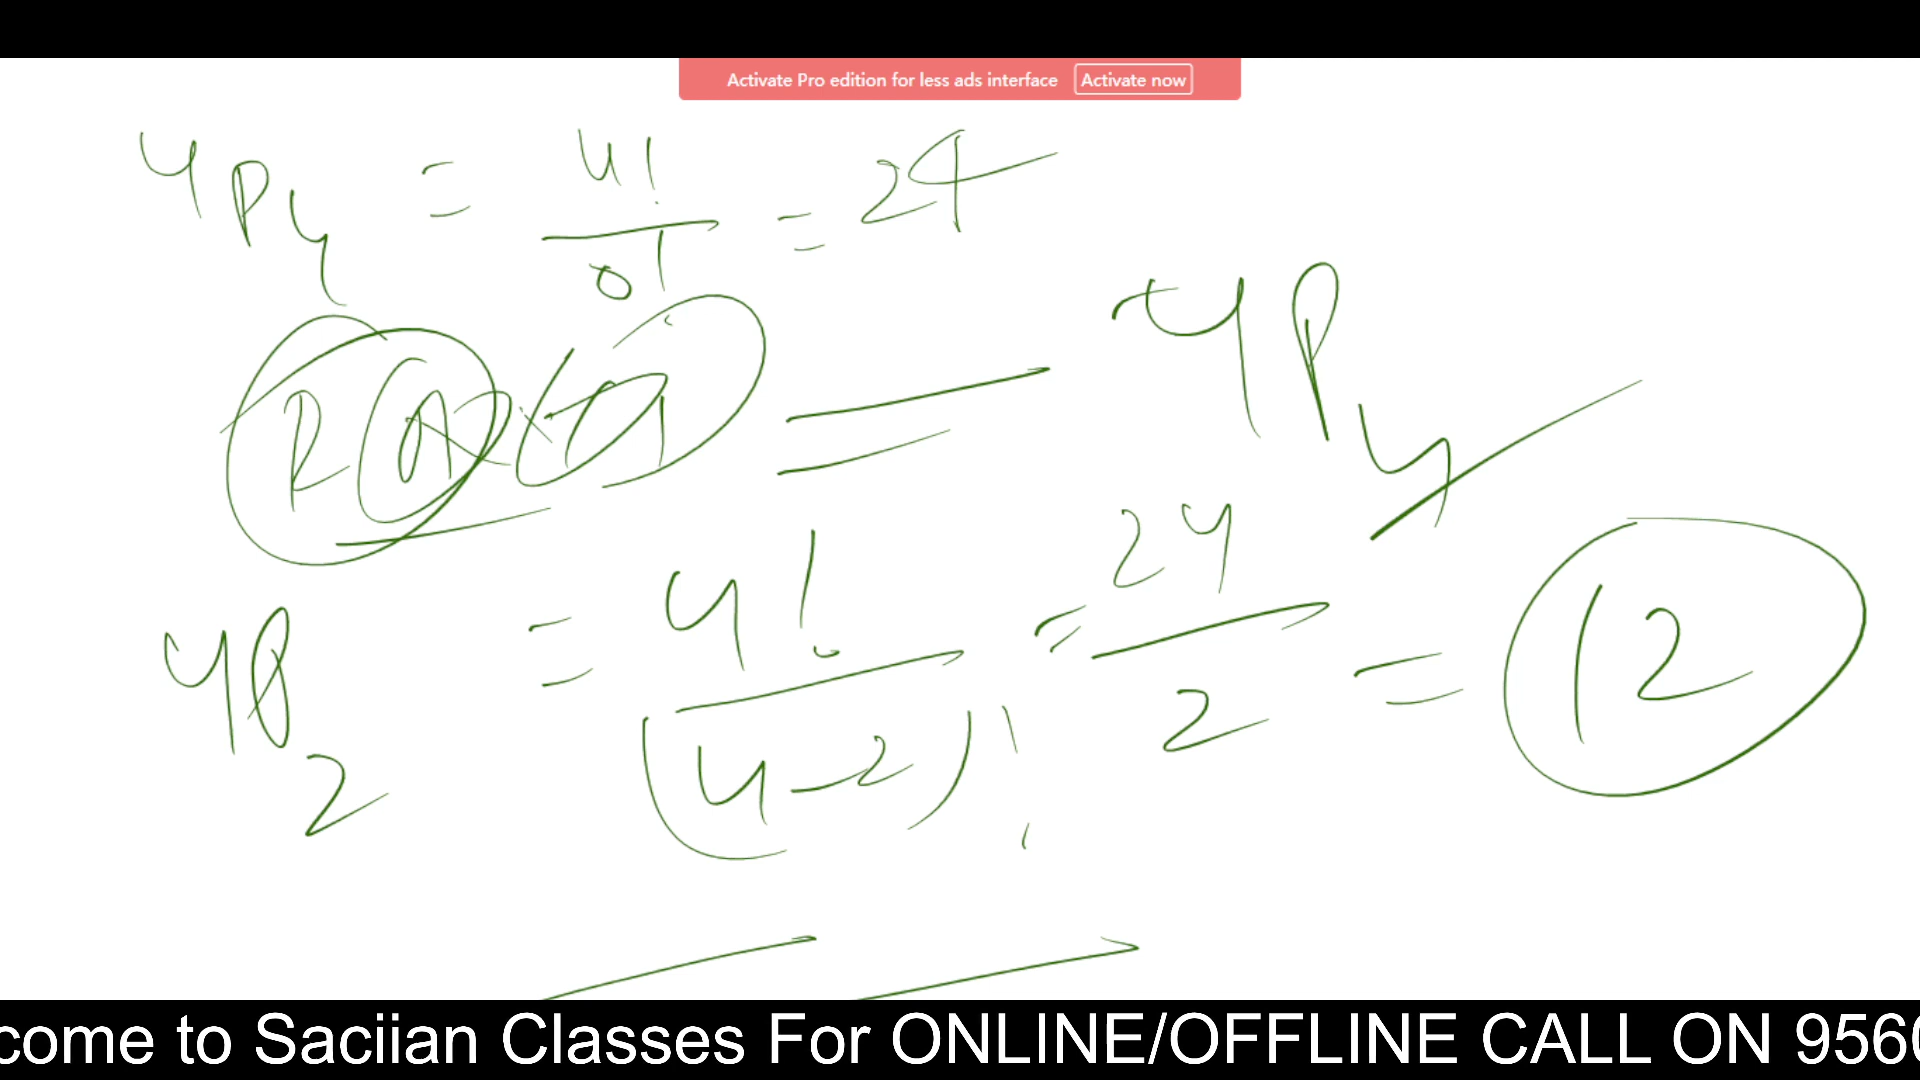 Activate Pro edition for less ads interface Activate now
4P4 = 4!/0! = 24
= 4P4
4P2 = 4!/(4-2)! = 24/2 = 12
come to Saciian Classes For ONLINE/OFFLINE CALL ON 956